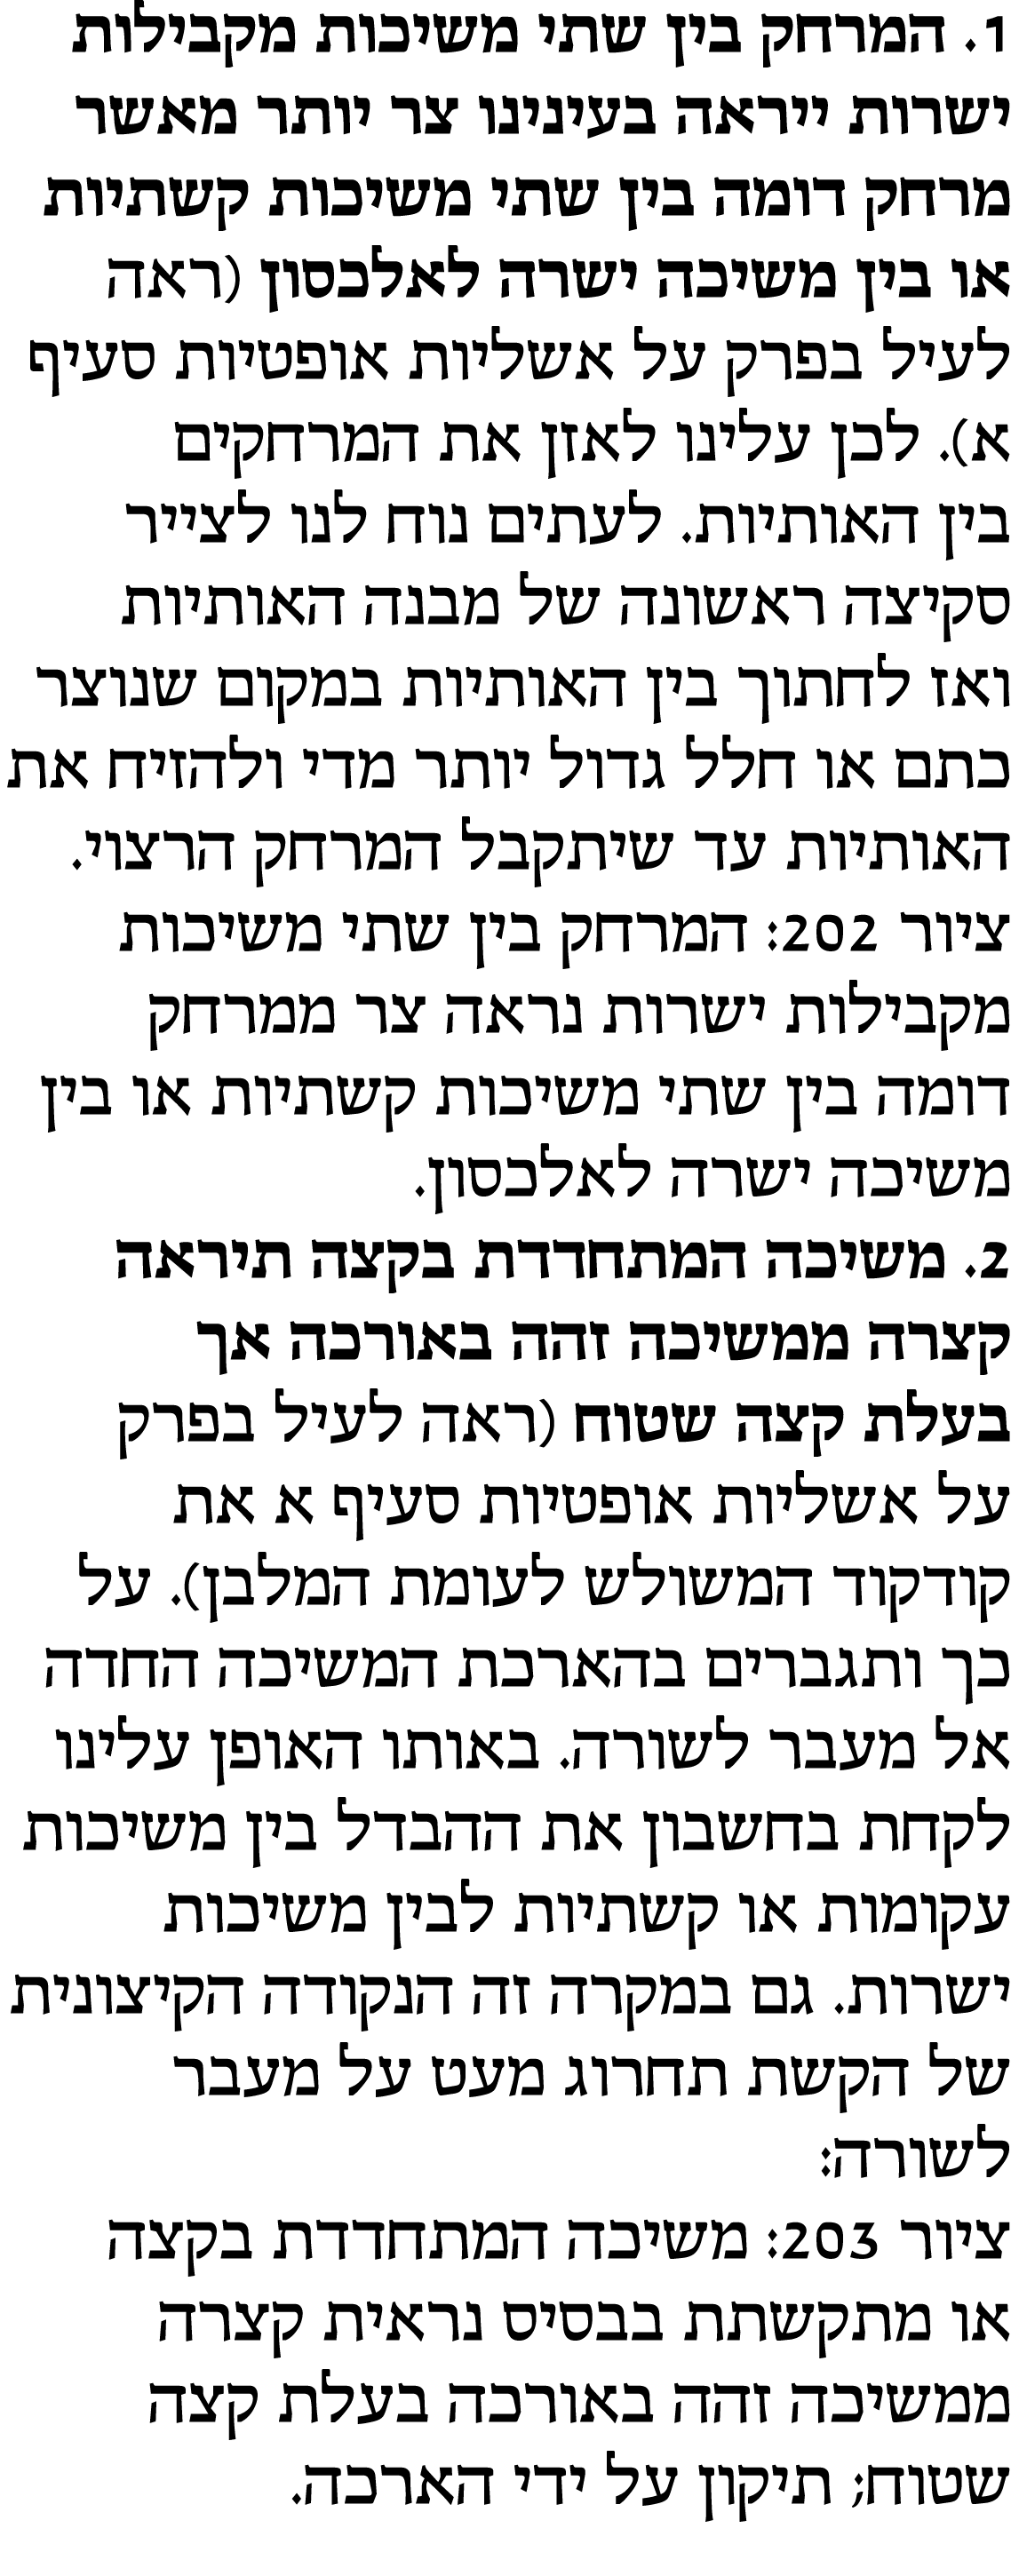 1. המרחק בין שתי משיכות מקבילות
ישרות ייראה בעינינו צר יותר מאשר
מרחק דומה בין שתי משיכות קשתיות
או בין משיכה ישרה לאלכסון (ראה
לעיל בפרק על אשליות אופטיות סעיף
א). לכן עלינו לאזן את המרחקים
בין האותיות. לעתים נוח לנו לצייר
סקיצה ראשונה של מבנה האותיות
ואז לחתוך בין האותיות במקום שנוצר
כתם או חלל גדול יותר מדי ולהזיח את
האותיות עד שיתקבל המרחק הרצוי.
ציור 202: המרחק בין שתי משיכות
מקבילות ישרות נראה צר ממרחק
דומה בין שתי משיכות קשתיות או בין
משיכה ישרה לאלכסון.
2. משיכה המתחדדת בקצה תיראה
קצרה ממשיכה זהה באורכה אך
בעלת קצה שטוח (ראה לעיל בפרק
על אשליות אופטיות סעיף א את
קודקוד המשולש לעומת המלבן). על
כך ותגברים בהארכת המשיכה החדה
אל מעבר לשורה. באותו האופן עלינו
לקחת בחשבון את ההבדל בין משיכות
עקומות או קשתיות לבין משיכות
ישרות. גם במקרה זה הנקודה הקיצונית
של הקשת תחרוג מעט על מעבר
לשורה:
ציור 203: משיכה המתחדדת בקצה
או מתקשתת בבסיס נראית קצרה
ממשיכה זהה באורכה בעלת קצה
שטוח; תיקון על ידי הארכה.